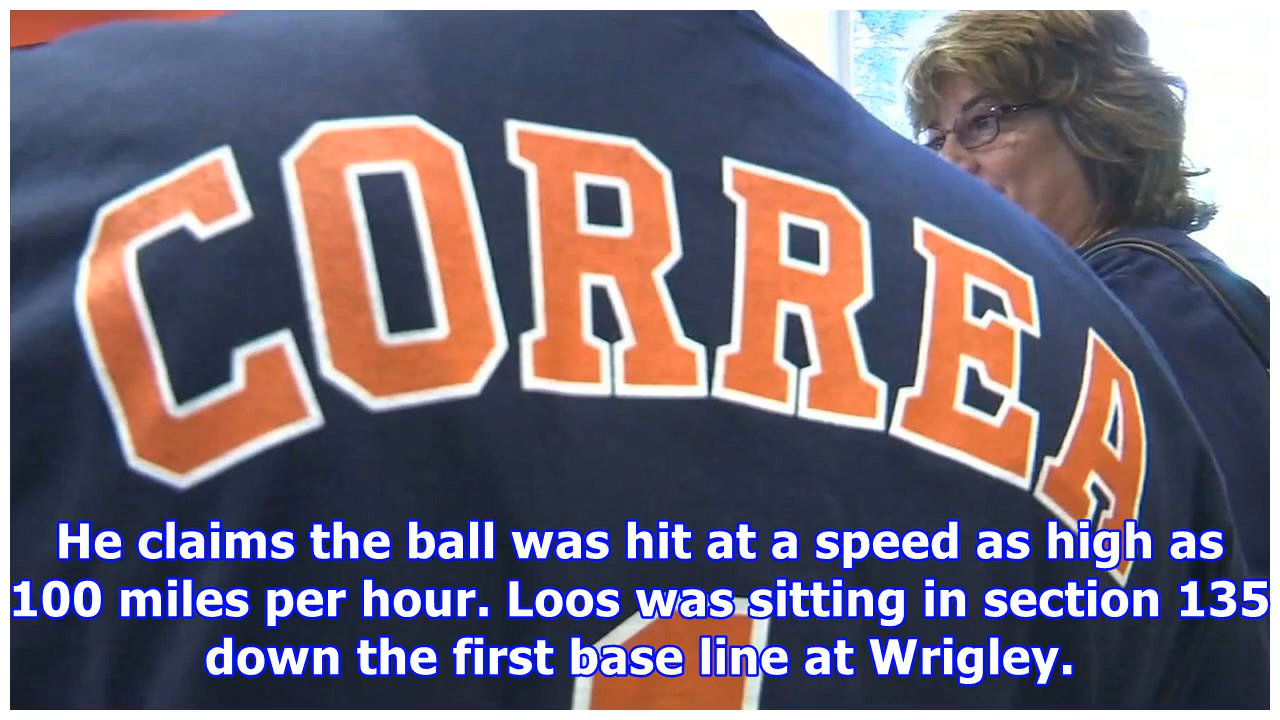 CORREA
1
He claims the ball was hit at a speed as high as
100 miles per hour. Loos was sitting in section 135
down the first base line at Wrigley.